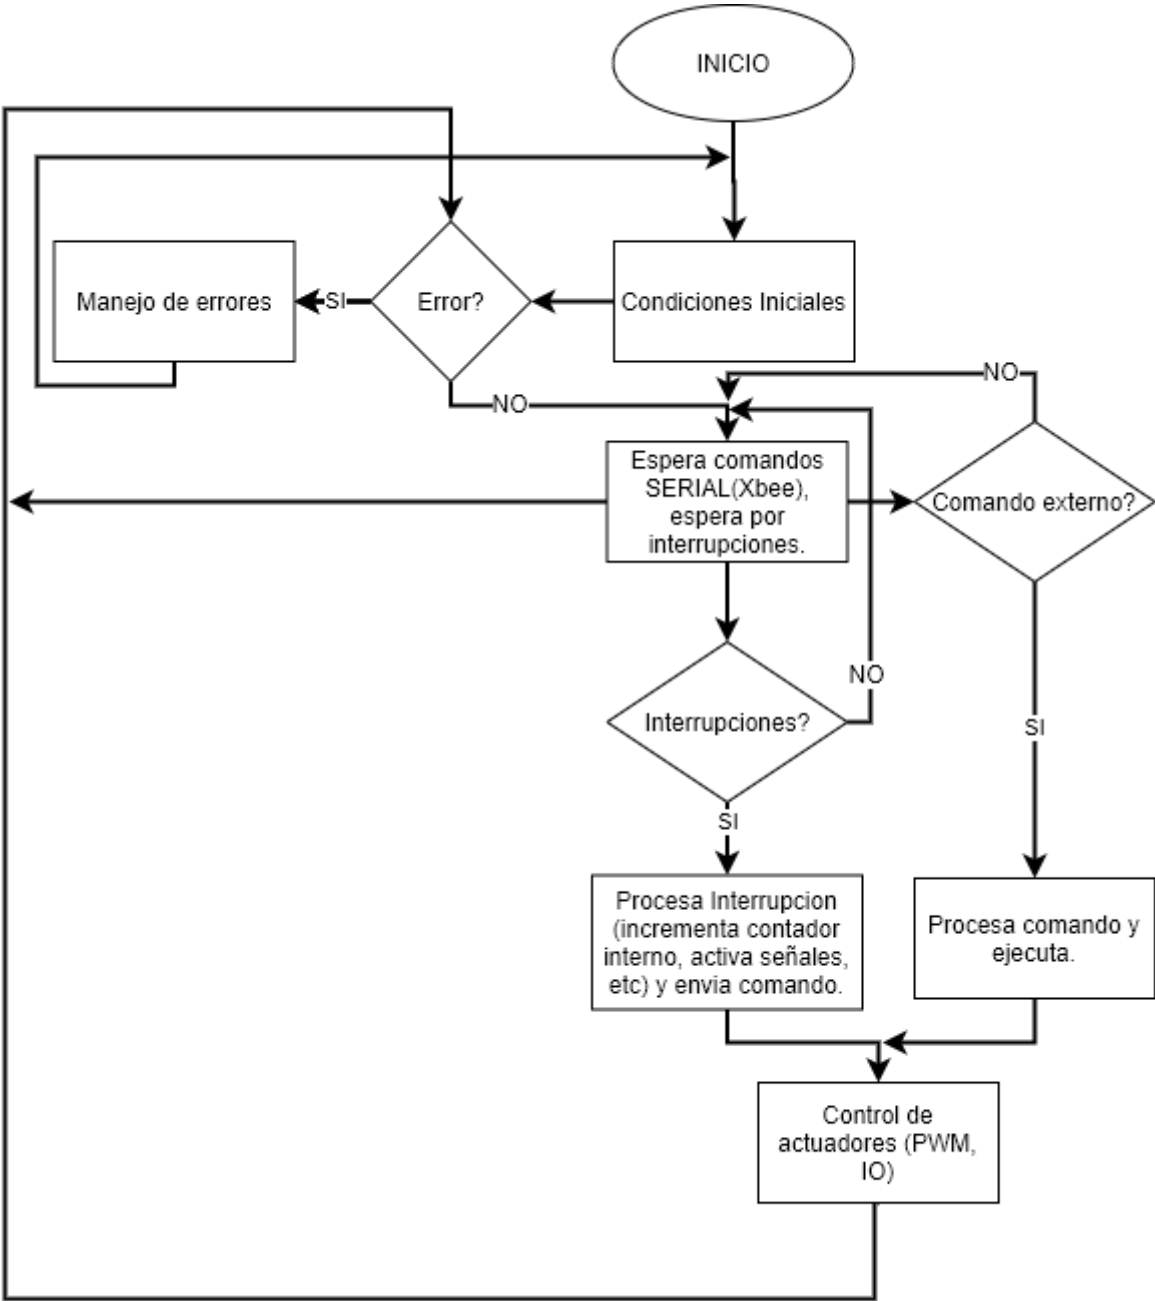 INICIO
Manejo de errores
SI
Error?
Condiciones Iniciales
NO
NO
Espera comandos
SERIAL(Xbee),
espera por
interrupciones.
Comando externo?
Interrupciones?
NO
SI
SI
Procesa Interrupcion
(incrementa contador
interno, activa señales,
etc) y envia comando.
Procesa comando y
ejecuta.
Control de
actuadores (PWM,
IO)